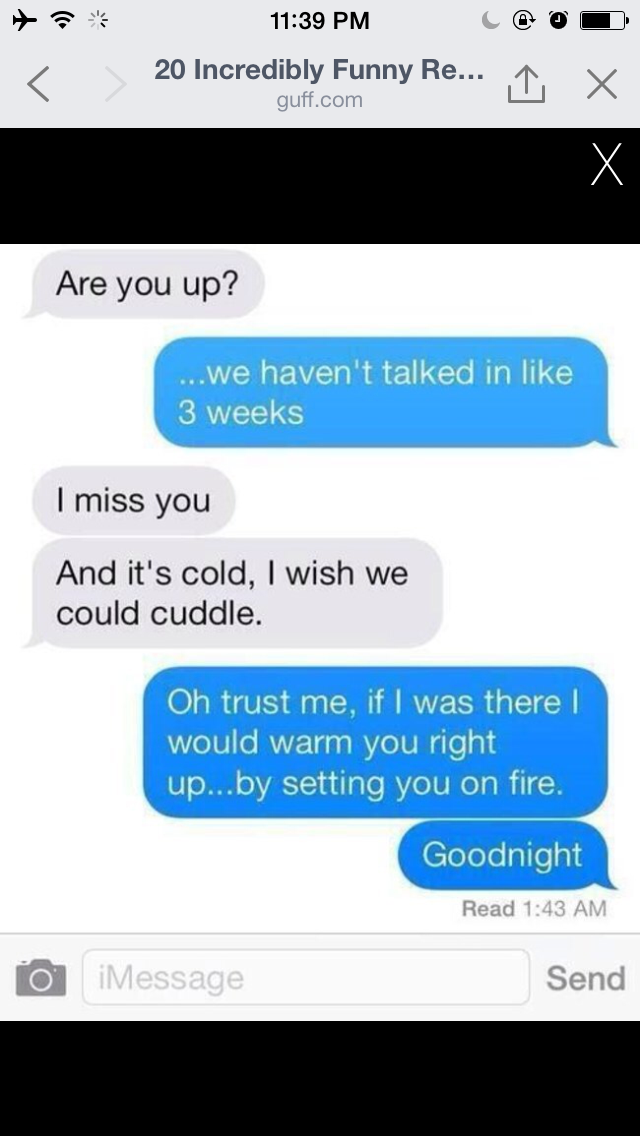 11:39 PM
20 Incredibly Funny Re...
guff.com
Are you up?
...we haven't talked in like
3 weeks
I miss you
And it's cold, I wish we
could cuddle.
Oh trust me, if I was there I
would warm you right
up...by setting you on fire.
Goodnight
Read 1:43 AM
iMessage
Send